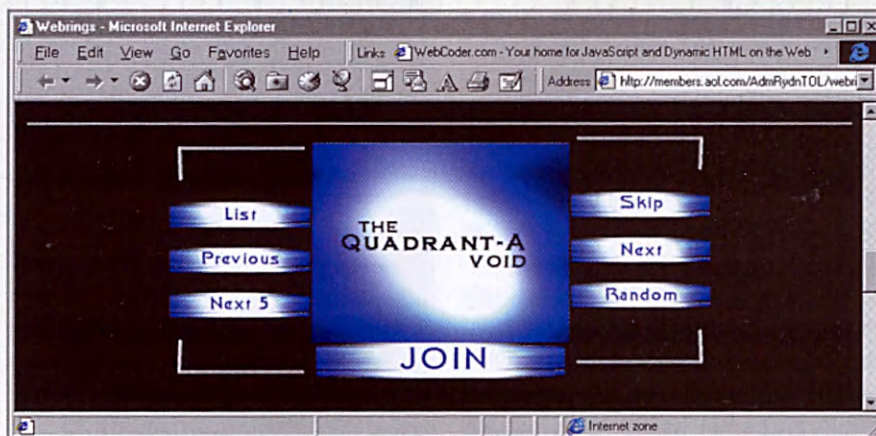 Webrings - Microsoft Internet Explorer
File Edit View Go Favorites Help Links WebCoder.com - Your home for JavaScript and Dynamic HTML on the Web
Address http://members.aol.com/AdmRydnTOL/webri
List
Previous
Next 5
THE
QUADRANT-A
VOID
JOIN
Skip
Next
Random
Internet zone